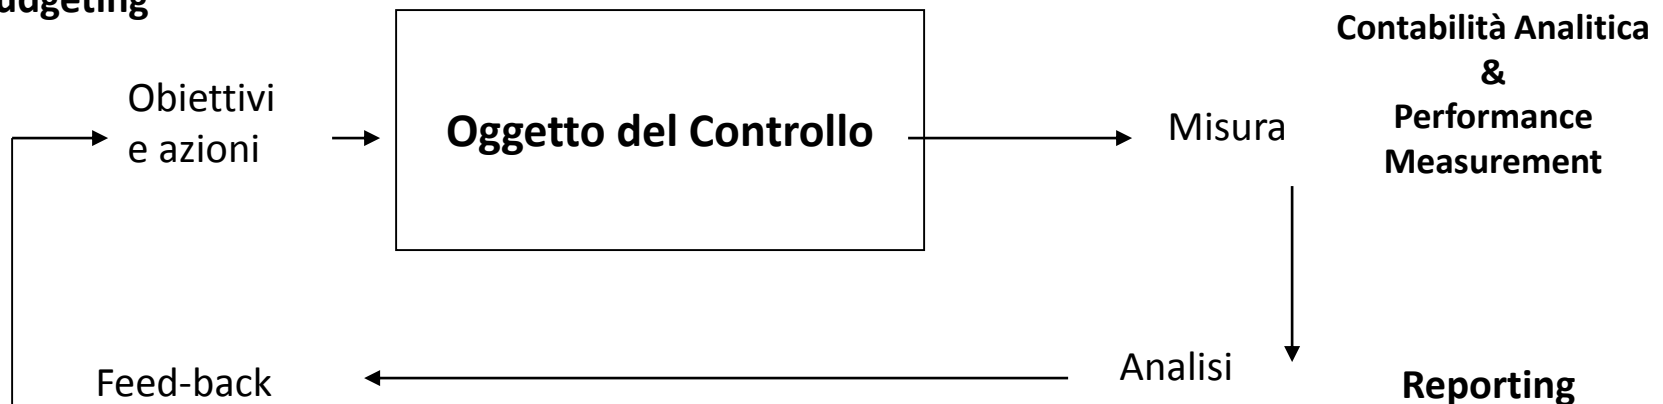 udgeting
Obiettivi
e azioni
Oggetto del Controllo
Misura
Contabilità Analitica
&
Performance
Measurement
Feed-back
Analisi
Reporting